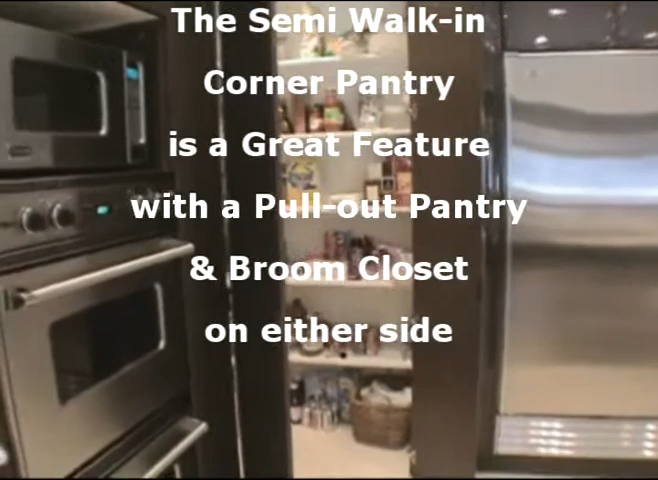 The Semi Walk-in
Corner Pantry
is a Great Feature
with a Pull-out Pantry
& Broom Closet
on either side